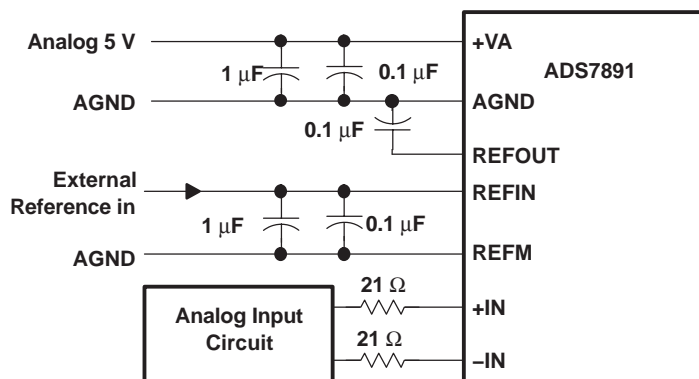 Analog 5 V
+VA
1 μF
0.1 μF
ADS7891
AGND
AGND
0.1 μF
REFOUT
External
Reference in
REFIN
1 μF
0.1 μF
AGND
REFM
21 Ω
+IN
Analog Input
Circuit
21 Ω
−IN